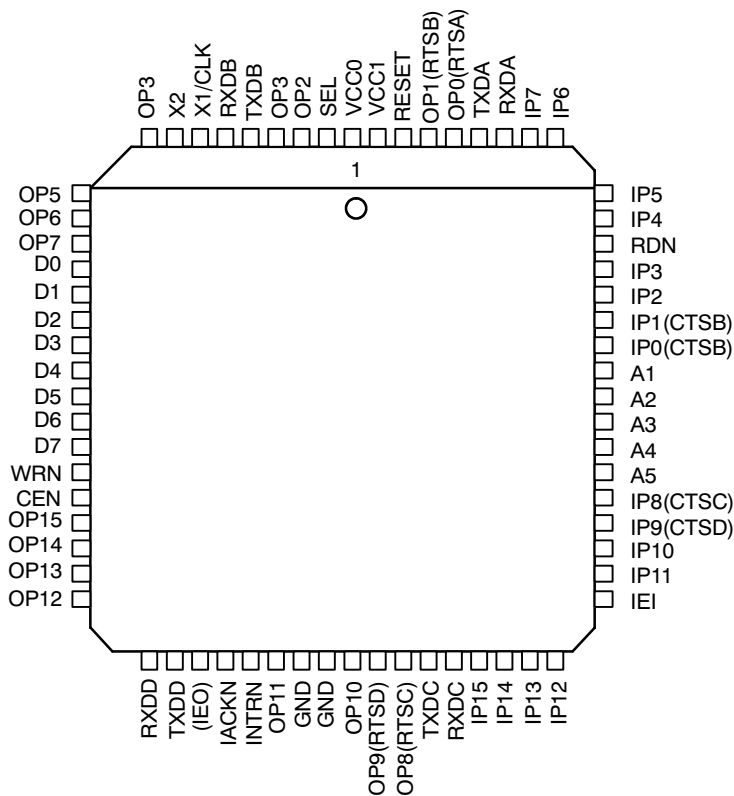 OP3
X2
X1/CLK
RXDB
TXDB
OP3
OP2
SEL
VCC0
VCC1
RESET
OP1(RTSB)
OP0(RTSA)
TXDA
RXDA
IP7
IP6
1
OP5
OP6
OP7
D0
D1
D2
D3
D4
D5
D6
D7
WRN
CEN
OP15
OP14
OP13
OP12
IP5
IP4
RDN
IP3
IP2
IP1(CTSB)
IP0(CTSB)
A1
A2
A3
A4
A5
IP8(CTSC)
IP9(CTSD)
IP10
IP11
IEI
RXDD
TXDD
(IEO)
IACKN
INTRN
OP11
GND
GND
OP10
OP9(RTSD)
OP8(RTSC)
TXDC
RXDC
IP15
IP14
IP13
IP12